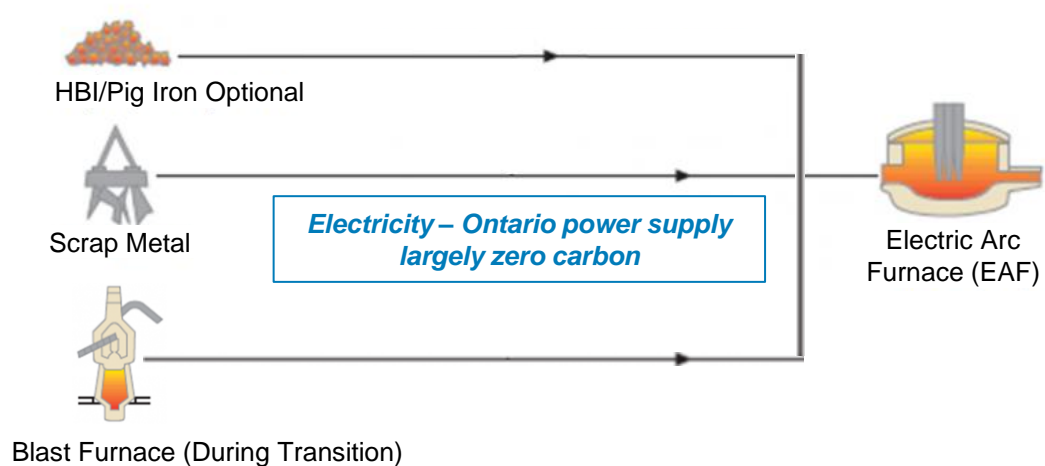 HBI/Pig Iron Optional
Scrap Metal
Electricity – Ontario power supply
largely zero carbon
Electric Arc
Furnace (EAF)
Blast Furnace (During Transition)